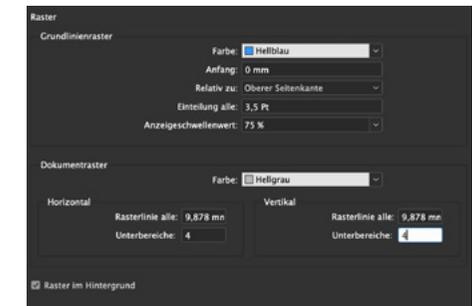 Raster
Grundlinienraster
Farbe: Hellblau
Anfang: 0 mm
Relativ zu: Oberer Seitenkante
Einteilung alle: 3,5 Pt
Anzeigeschwellenwert: 75 %
Dokumentraster
Farbe: Hellgrau
Horizontal
Rasterlinie alle: 9,878 mm
Unterbereiche: 4
Vertikal
Rasterlinie alle: 9,878 mm
Unterbereiche: 4
Raster im Hintergrund